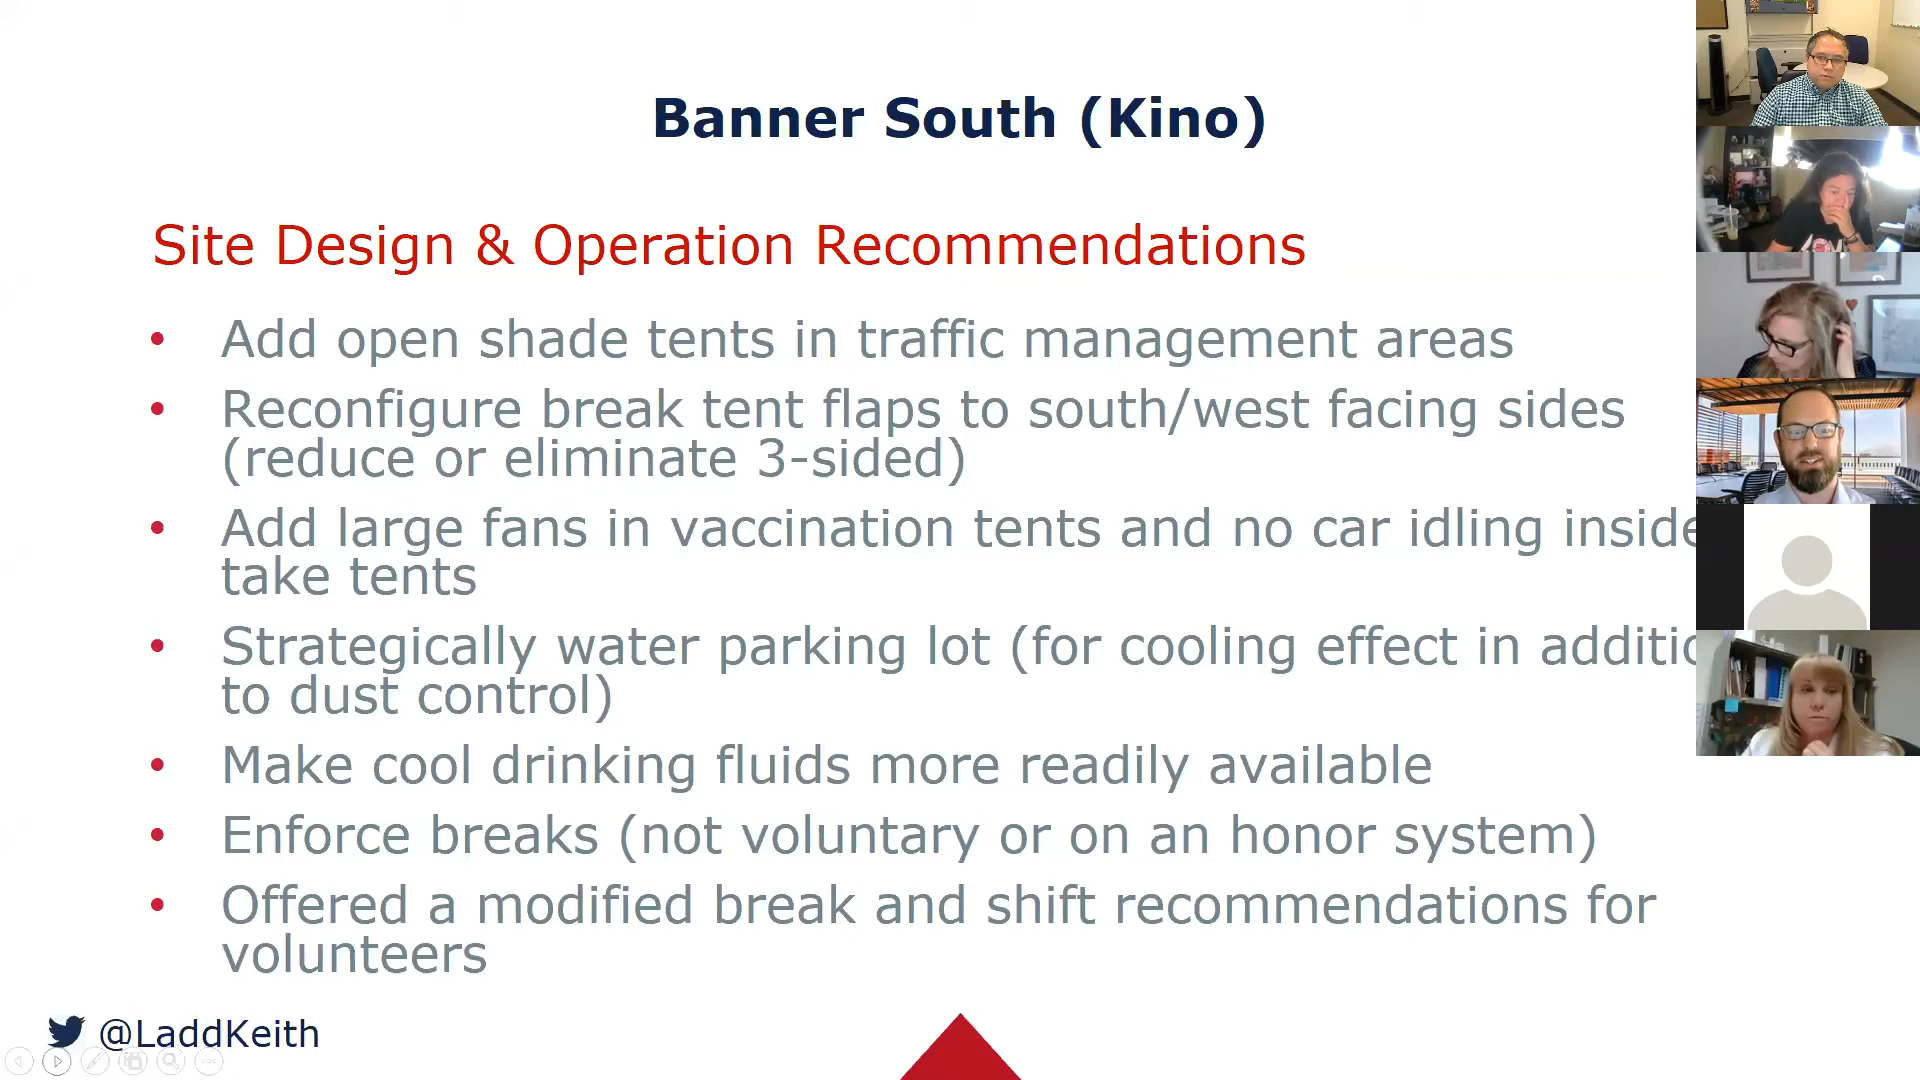 Banner South (Kino)
Site Design & Operation Recommendations
• Add open shade tents in traffic management areas
• Reconfigure break tent flaps to south/west facing sides
(reduce or eliminate 3-sided)
• Add large fans in vaccination tents and no car idling inside
take tents
• Strategically water parking lot (for cooling effect in additio
to dust control)
• Make cool drinking fluids more readily available
• Enforce breaks (not voluntary or on an honor system)
• Offered a modified break and shift recommendations for
volunteers
@LaddKeith